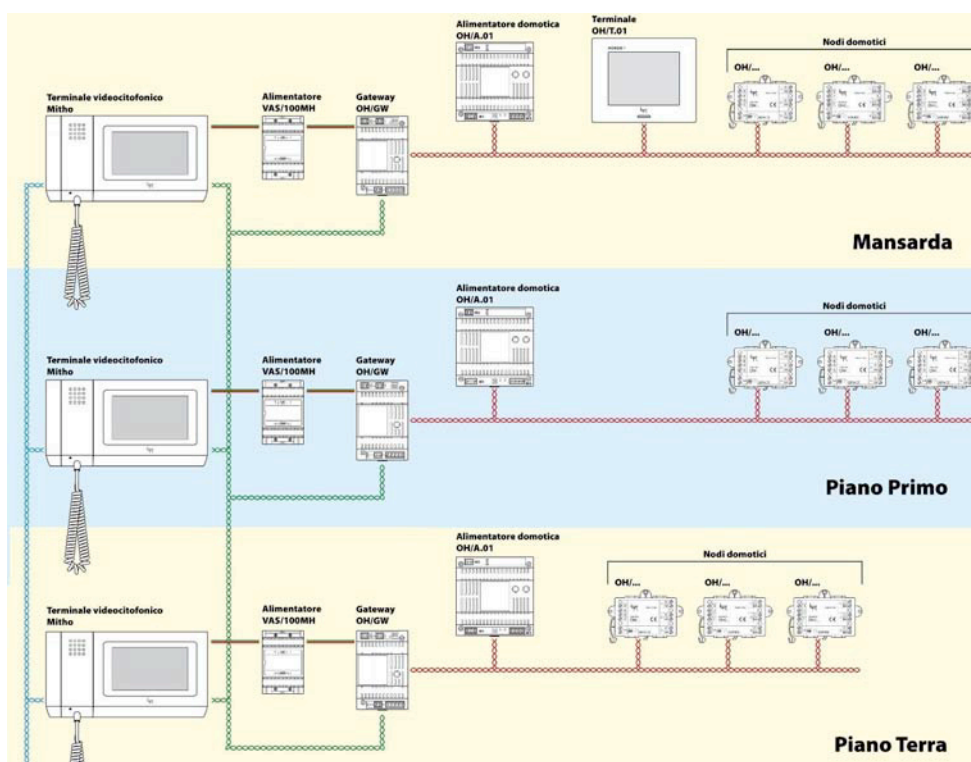 Alimentatore domotica
OH/A.01
Terminale
OH/T.01
Nodi domotici
OH/...
OH/...
OH/...
Terminale videocitofonico
Mitho
Alimentatore
VAS/100MH
Gateway
OH/GW
Mansarda
Alimentatore domotica
OH/A.01
Nodi domotici
OH/...
OH/...
OH/...
Terminale videocitofonico
Mitho
Alimentatore
VAS/100MH
Gateway
OH/GW
Piano Primo
Alimentatore domotica
OH/A.01
Nodi domotici
OH/...
OH/...
OH/...
Terminale videocitofonico
Mitho
Alimentatore
VAS/100MH
Gateway
OH/GW
Piano Terra